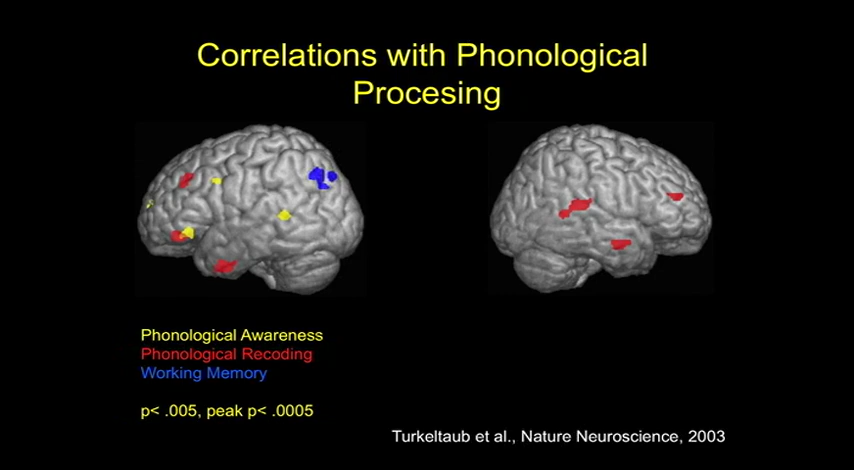 Correlations with Phonological
Procesing
Phonological Awareness
Phonological Recoding
Working Memory
p< .005, peak p< .0005
Turkeltaub et al., Nature Neuroscience, 2003